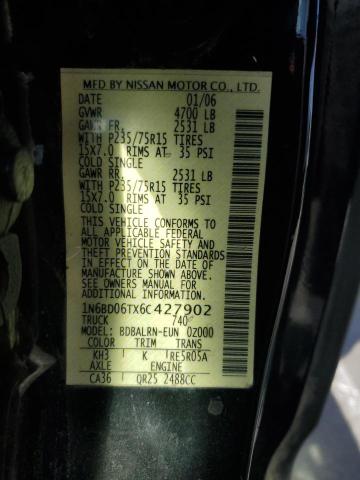 MFD BY NISSAN MOTOR CO., LTD.
DATE 01/06
GVWR 4700 LB
GAWR FR. 2531 LB
WITH P235/75R15 TIRES
15X7.0 RIMS AT 35 PSI
COLD SINGLE
GAWR RR. 2531 LB
WITH P235/75R15 TIRES
15X7.0 RIMS AT 35 PSI
COLD SINGLE
THIS VEHICLE CONFORMS TO
ALL APPLICABLE FEDERAL
MOTOR VEHICLE SAFETY AND
THEFT PREVENTION STANDARDS
IN EFFECT ON THE DATE OF
MANUFACTURE SHOWN ABOVE.
SEE OWNERS MANUAL FOR
ADDITIONAL INFORMATION.
1N6BD06TX6C427902
TRUCK 740
MODEL BDBALRN-EUN 0Z000
COLOR TRIM TRANS
KH3 K RE5R05A
AXLE ENGINE
CA36 QR25 2488CC